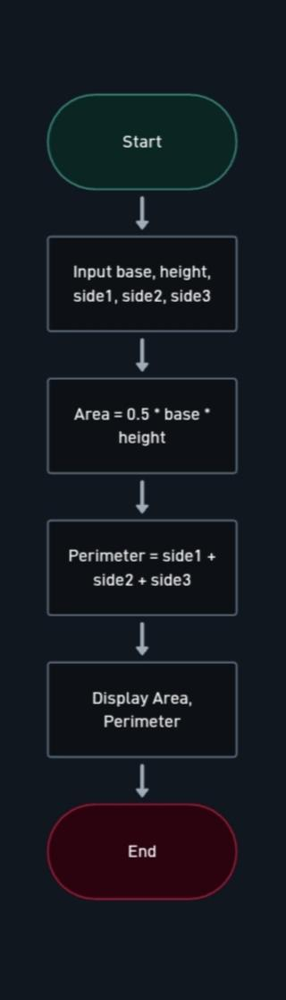 Start
Input base, height,
side1, side2, side3
Area = 0.5 * base *
height
Perimeter = side1 +
side2 + side3
Display Area,
Perimeter
End